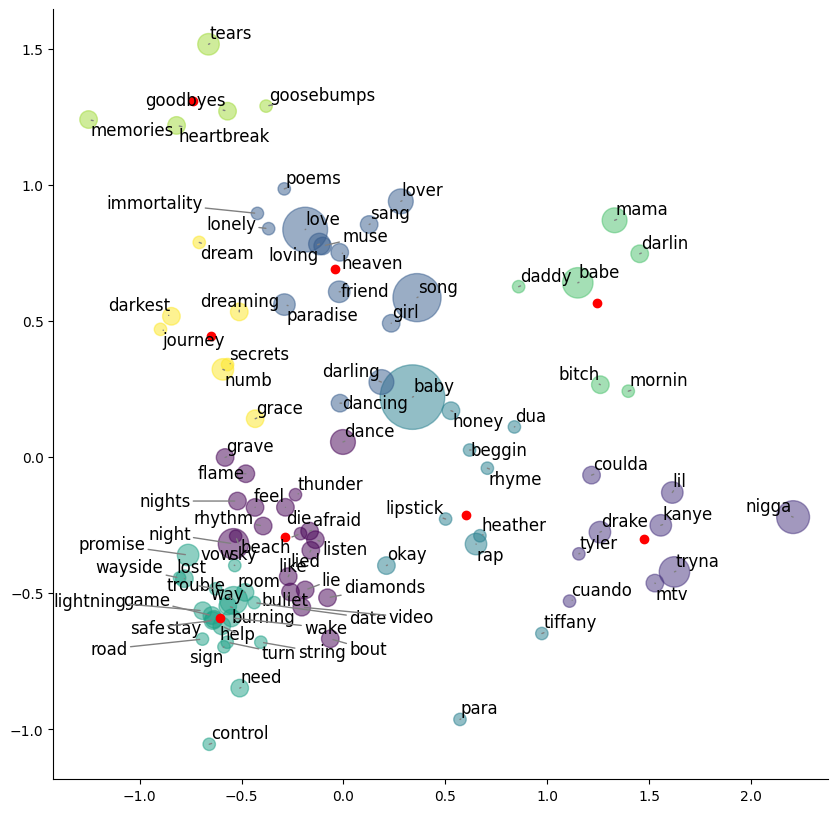 tears
1.5
goodbyes
goosebumps
memories
heartbreak
1.0
poems
immortality
lover
love
sang
mama
lonely
muse
darlin
dream
loving
heaven
daddy
babe
friend
song
darkest
dreaming
paradise
girl
0.5
journey
secrets
numb
darling
baby
bitch
mornin
dancing
grace
honey
dua
grave
dance
beggin
0.0
flame
thunder
rhyme
coulda
nights
feel
lil
rhythm
die
afraid
lipstick
heather
drake
kanye
nigga
night
beach
listen
promise
vow
sky
lied
okay
rap
tyler
wayside
lost
like
tryna
trouble
way
room
lie
diamonds
cuando
mtv
−0.5
lightning
game
bullet
burning
date
video
safe
stay
help
wake
tiffany
road
sign
turn
string
bout
need
para
−1.0
control
−1.0
−0.5
0.0
0.5
1.0
1.5
2.0